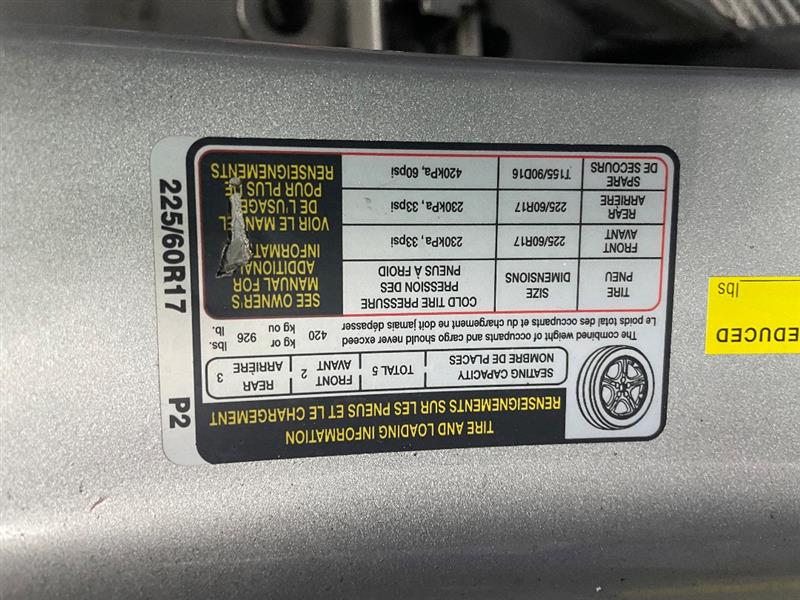 TIRE AND LOADING INFORMATION
RENSEIGNEMENTS SUR LES PNEUS ET LE CHARGEMENT
SEATING CAPACITY
NOMBRE DE PLACES
TOTAL 5
FRONT
AVANT
2
REAR
ARRIÈRE
3
The combined weight of occupants and cargo should never exceed
Le poids total des occupants et du chargement ne doit jamais dépasser
420
kg or
kg ou
926
lbs.
lb.
TIRE
PNEU
SIZE
DIMENSIONS
COLD TIRE PRESSURE
PRESSION DES
PNEUS À FROID
FRONT
AVANT
225/60R17
230kPa, 33psi
REAR
ARRIÈRE
225/60R17
230kPa, 33psi
SPARE
DE SECOURS
T155/90D16
420kPa, 60psi
SEE OWNER'S
MANUAL FOR
ADDITIONAL
VOIR LE
POUR PLUS DE
RENSEIGNEMENTS
225/60R17
P2
EDUCED
lbs